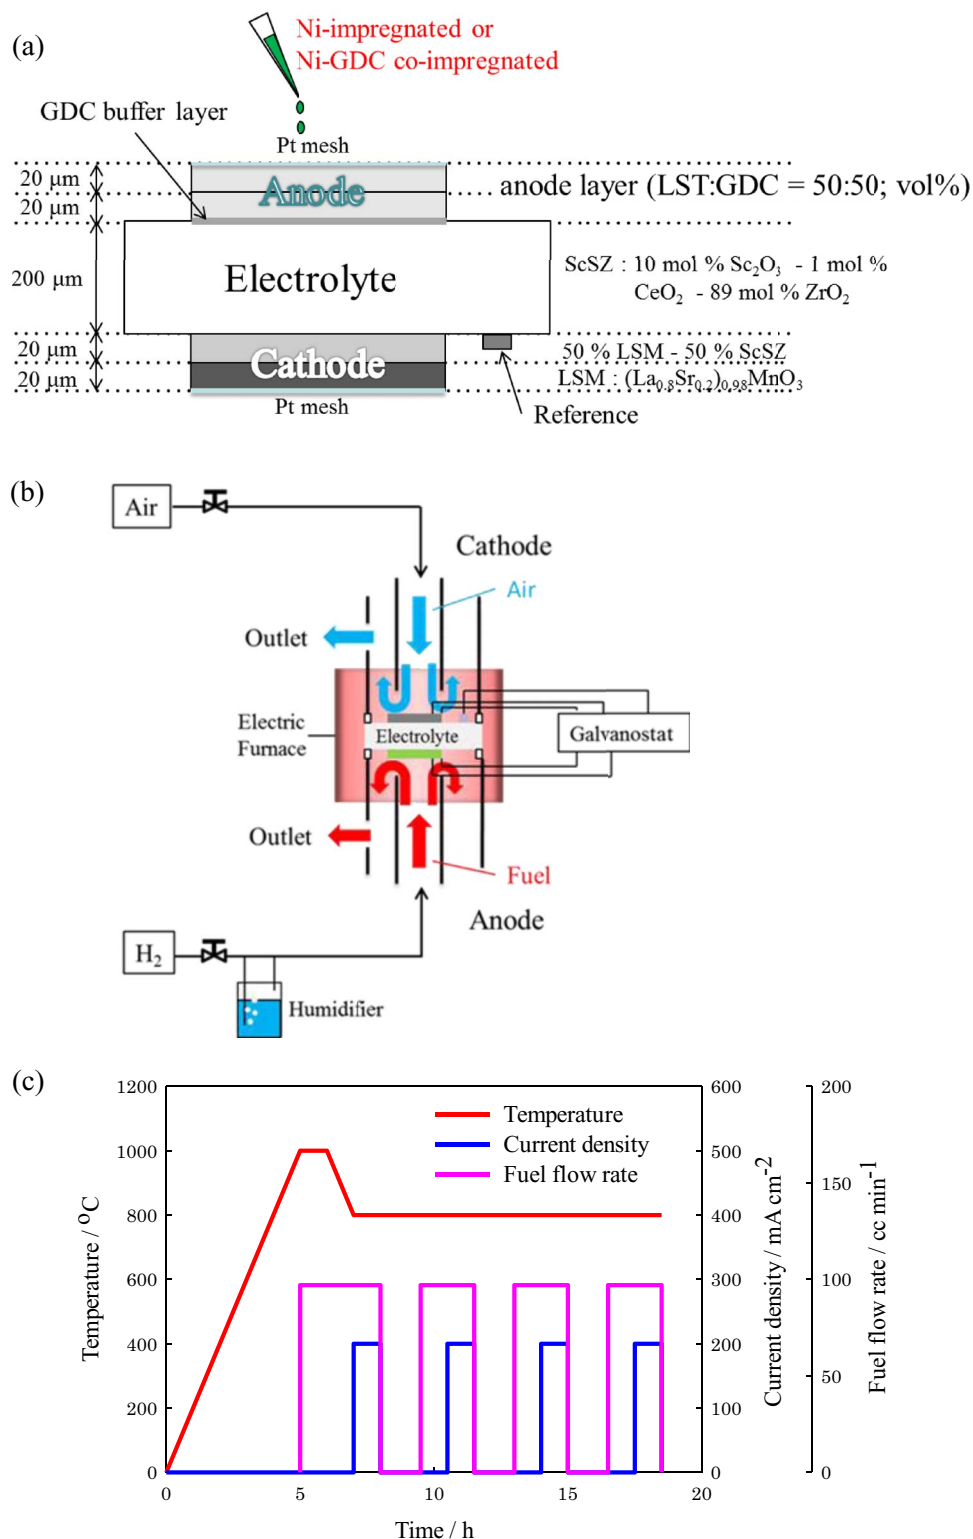 (a)
Ni-impregnated or
Ni-GDC co-impregnated
GDC buffer layer
Pt mesh
20 μm
Anode
anode layer (LST:GDC = 50:50; vol%)
20 μm
200 μm
Electrolyte
ScSZ : 10 mol % Sc₂O₃ - 1 mol %
CeO₂ - 89 mol % ZrO₂
20 μm
Cathode
50 % LSM - 50 % ScSZ
20 μm
LSM : (La₀.₈Sr₀.₂)₀.₉₈MnO₃
Pt mesh
Reference
(b)
Air
Cathode
Air
Outlet
Electric
Furnace
Electrolyte
Galvanostat
Outlet
Fuel
Anode
H₂
Humidifier
(c)
Temperature / ⁰C
1200
1000
800
600
400
200
0
Temperature
Current density
Fuel flow rate
600
500
400
300
200
100
0
Current density / mA cm⁻²
200
150
100
50
0
Fuel flow rate / cc min⁻¹
0
5
10
15
20
Time / h